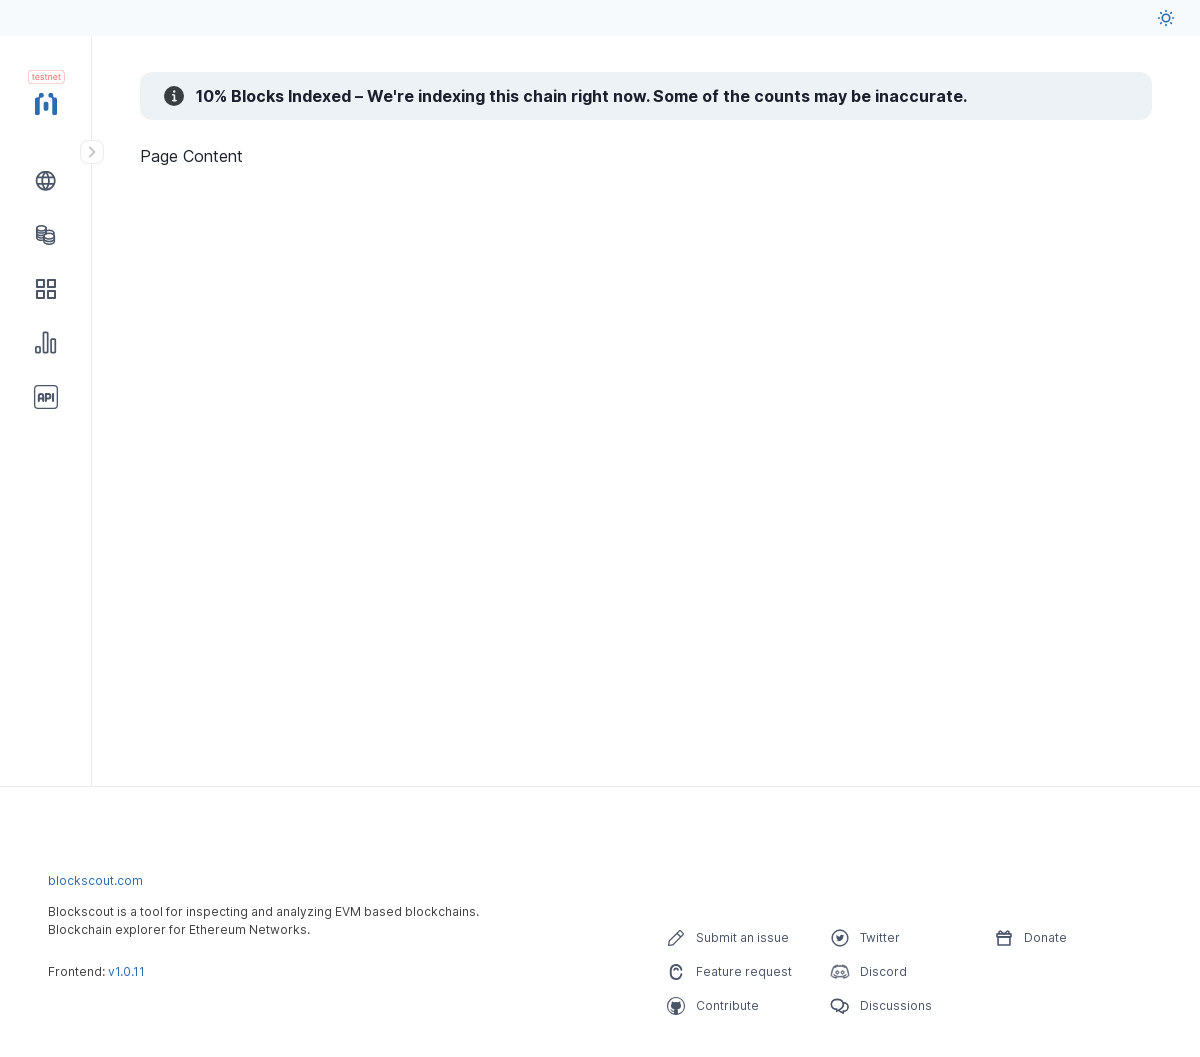 testnet
10% Blocks Indexed – We're indexing this chain right now. Some of the counts may be inaccurate.
Page Content
API
blockscout.com
Blockscout is a tool for inspecting and analyzing EVM based blockchains.
Blockchain explorer for Ethereum Networks.
Frontend: v1.0.11
Submit an issue
Feature request
Contribute
Twitter
Discord
Discussions
Donate